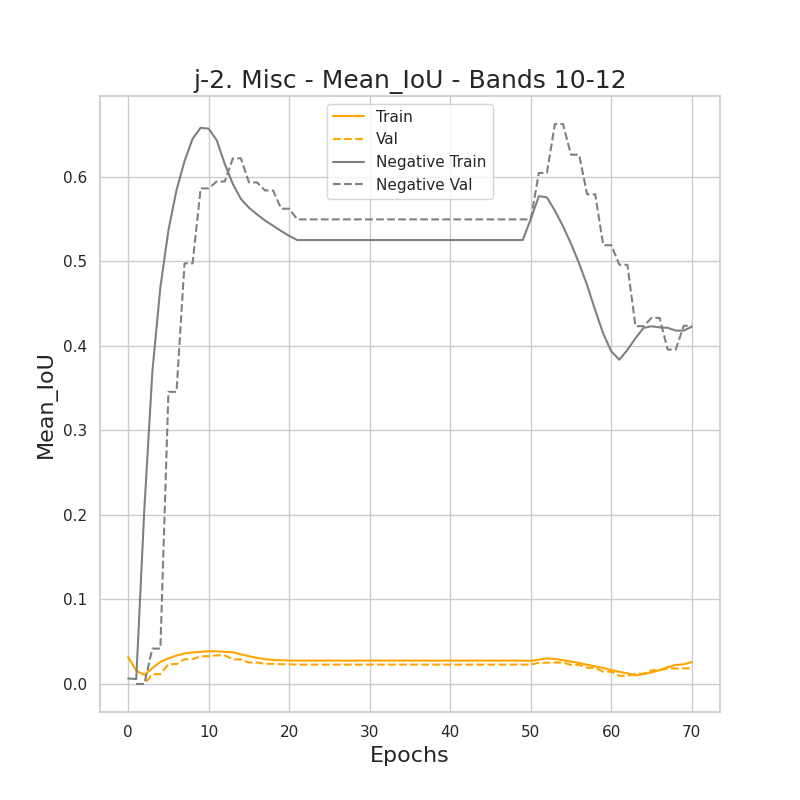 j-2. Misc - Mean_IoU - Bands 10-12
Train
Val
Negative Train
Negative Val
Mean_IoU
0.6
0.5
0.4
0.3
0.2
0.1
0.0
0 10 20 30 40 50 60 70
Epochs